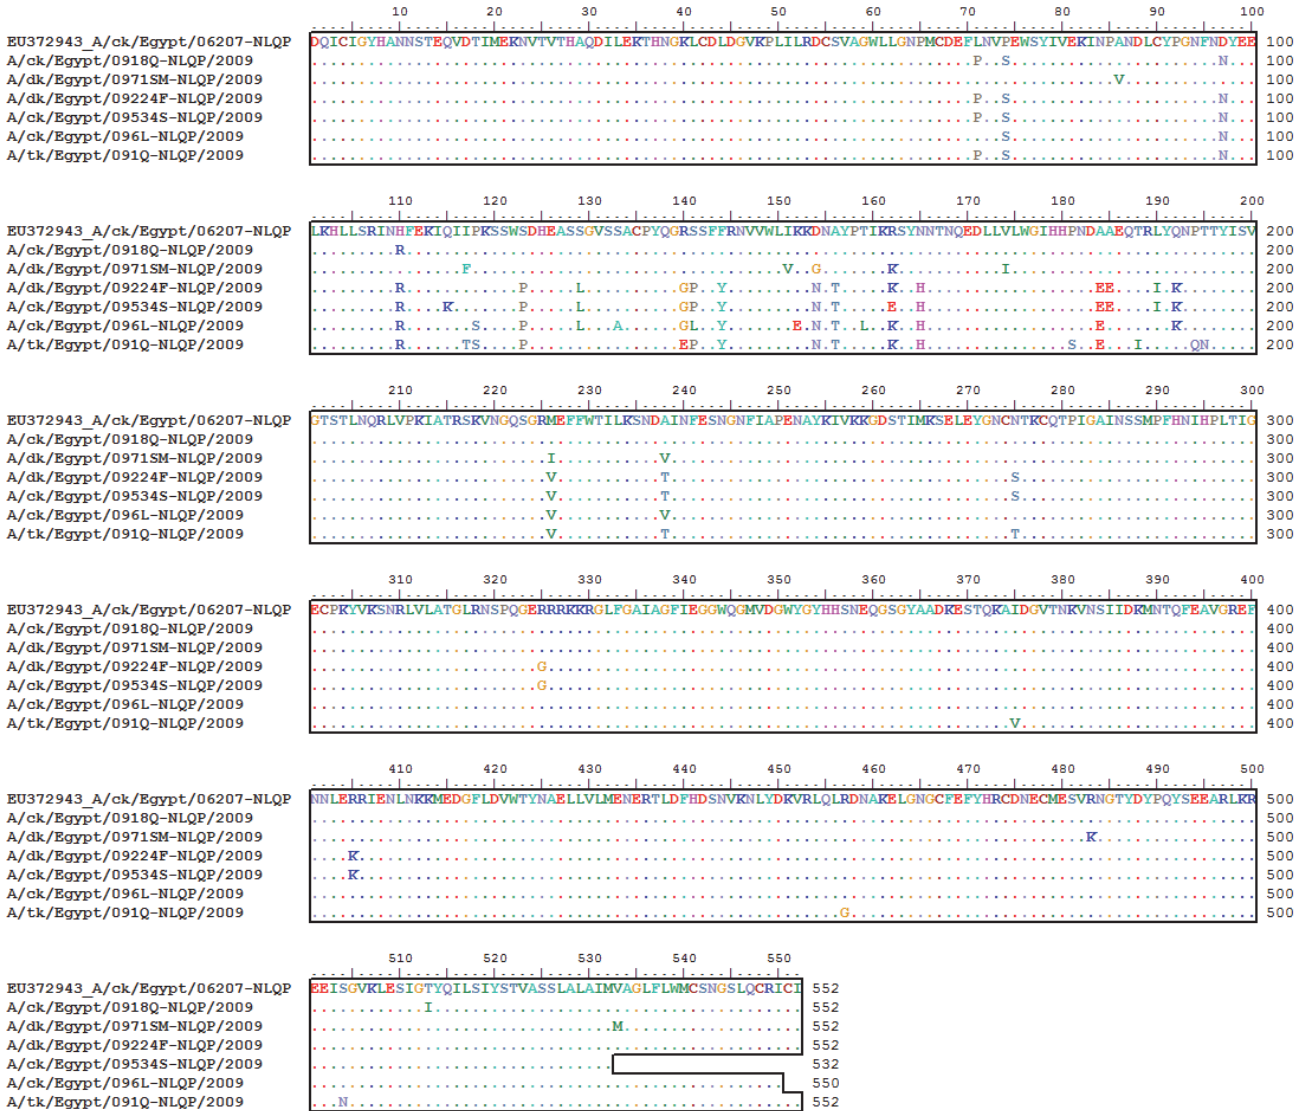 10 20 30 40 50 60 70 80 90 100
EU372943_A/ck/Egypt/06207-NLQP DQICIGYHANNSTEQVDTIMEKNVTVTHAQDILEKTHNGKLCDLDGVKPLILRDCSVAGWLLGNPMCDEFLNVPEWSYIVEKINPANDLCYPGNFNDYEE 100
A/ck/Egypt/0918Q-NLQP/2009 P..S N 100
A/dk/Egypt/0971SM-NLQP/2009 V 100
A/dk/Egypt/09224F-NLQP/2009 P..S N 100
A/ck/Egypt/09534S-NLQP/2009 P..S N 100
A/ck/Egypt/096L-NLQP/2009 S N 100
A/tk/Egypt/091Q-NLQP/2009 P..S N 100
110 120 130 140 150 160 170 180 190 200
EU372943_A/ck/Egypt/06207-NLQP LKHLLSRINHFEKIQIIPKSSWSDHEASSGVSSACPYQGRSSFFRNVVWLIKKDNAYPTIKRSYNNTNQEDLLVLWGIHHPNDAAEQTRLYQNPTTYISV 200
A/ck/Egypt/0918Q-NLQP/2009 R 200
A/dk/Egypt/0971SM-NLQP/2009 F V..G K I 200
A/dk/Egypt/09224F-NLQP/2009 R P L GP..Y N.T K..H EE I.K 200
A/ck/Egypt/09534S-NLQP/2009 R K P L GP..Y N.T E..H EE I.K 200
A/ck/Egypt/096L-NLQP/2009 R S P L A GL..Y E.N.T..L..K..H E K 200
A/tk/Egypt/091Q-NLQP/2009 R TS P EP..Y N.T K..H S..E I QN 200
210 220 230 240 250 260 270 280 290 300
EU372943_A/ck/Egypt/06207-NLQP GTSTLNQRLVPKIATRSKVNGQSGRMEFFWTILKSNDAINFESNGNFIAPENAYKIVKKGDSTIMKSELEYGNCNTKCQTPIGAINSSMPFHNIHPLTIG 300
A/ck/Egypt/0918Q-NLQP/2009 300
A/dk/Egypt/0971SM-NLQP/2009 I V 300
A/dk/Egypt/09224F-NLQP/2009 V T S 300
A/ck/Egypt/09534S-NLQP/2009 V T S 300
A/ck/Egypt/096L-NLQP/2009 V V 300
A/tk/Egypt/091Q-NLQP/2009 V T T 300
310 320 330 340 350 360 370 380 390 400
EU372943_A/ck/Egypt/06207-NLQP ECPKYVKSNRLVLATGLRNSPQGERRRKKRGLFGAIAGFIEGGWQGMVDGWYGYHHSNEQGSGYAADKESTQKAIDGVTNKVNSIIDKMNTQFEAVGREF 400
A/ck/Egypt/0918Q-NLQP/2009 400
A/dk/Egypt/0971SM-NLQP/2009 400
A/dk/Egypt/09224F-NLQP/2009 G 400
A/ck/Egypt/09534S-NLQP/2009 G 400
A/ck/Egypt/096L-NLQP/2009 400
A/tk/Egypt/091Q-NLQP/2009 V 400
410 420 430 440 450 460 470 480 490 500
EU372943_A/ck/Egypt/06207-NLQP NNLERRIENLNKKMEDGFLDVWTYNAELLVLMENERTLDFHDSNVKNLYDKVRLQLRDNAKELGNGCFEFYHRCDNECMESVRNGTYDYPQYSEEARLKR 500
A/ck/Egypt/0918Q-NLQP/2009 500
A/dk/Egypt/0971SM-NLQP/2009 K 500
A/dk/Egypt/09224F-NLQP/2009 K 500
A/ck/Egypt/09534S-NLQP/2009 K 500
A/ck/Egypt/096L-NLQP/2009 500
A/tk/Egypt/091Q-NLQP/2009 G 500
510 520 530 540 550
EU372943_A/ck/Egypt/06207-NLQP EEISGVKLESIGTYQILSIYSTVASSLALAIMVAGLFLWMCSNGSLQCRICI 552
A/ck/Egypt/0918Q-NLQP/2009 I 552
A/dk/Egypt/0971SM-NLQP/2009 M 552
A/dk/Egypt/09224F-NLQP/2009 552
A/ck/Egypt/09534S-NLQP/2009 532
A/ck/Egypt/096L-NLQP/2009 550
A/tk/Egypt/091Q-NLQP/2009 N 552